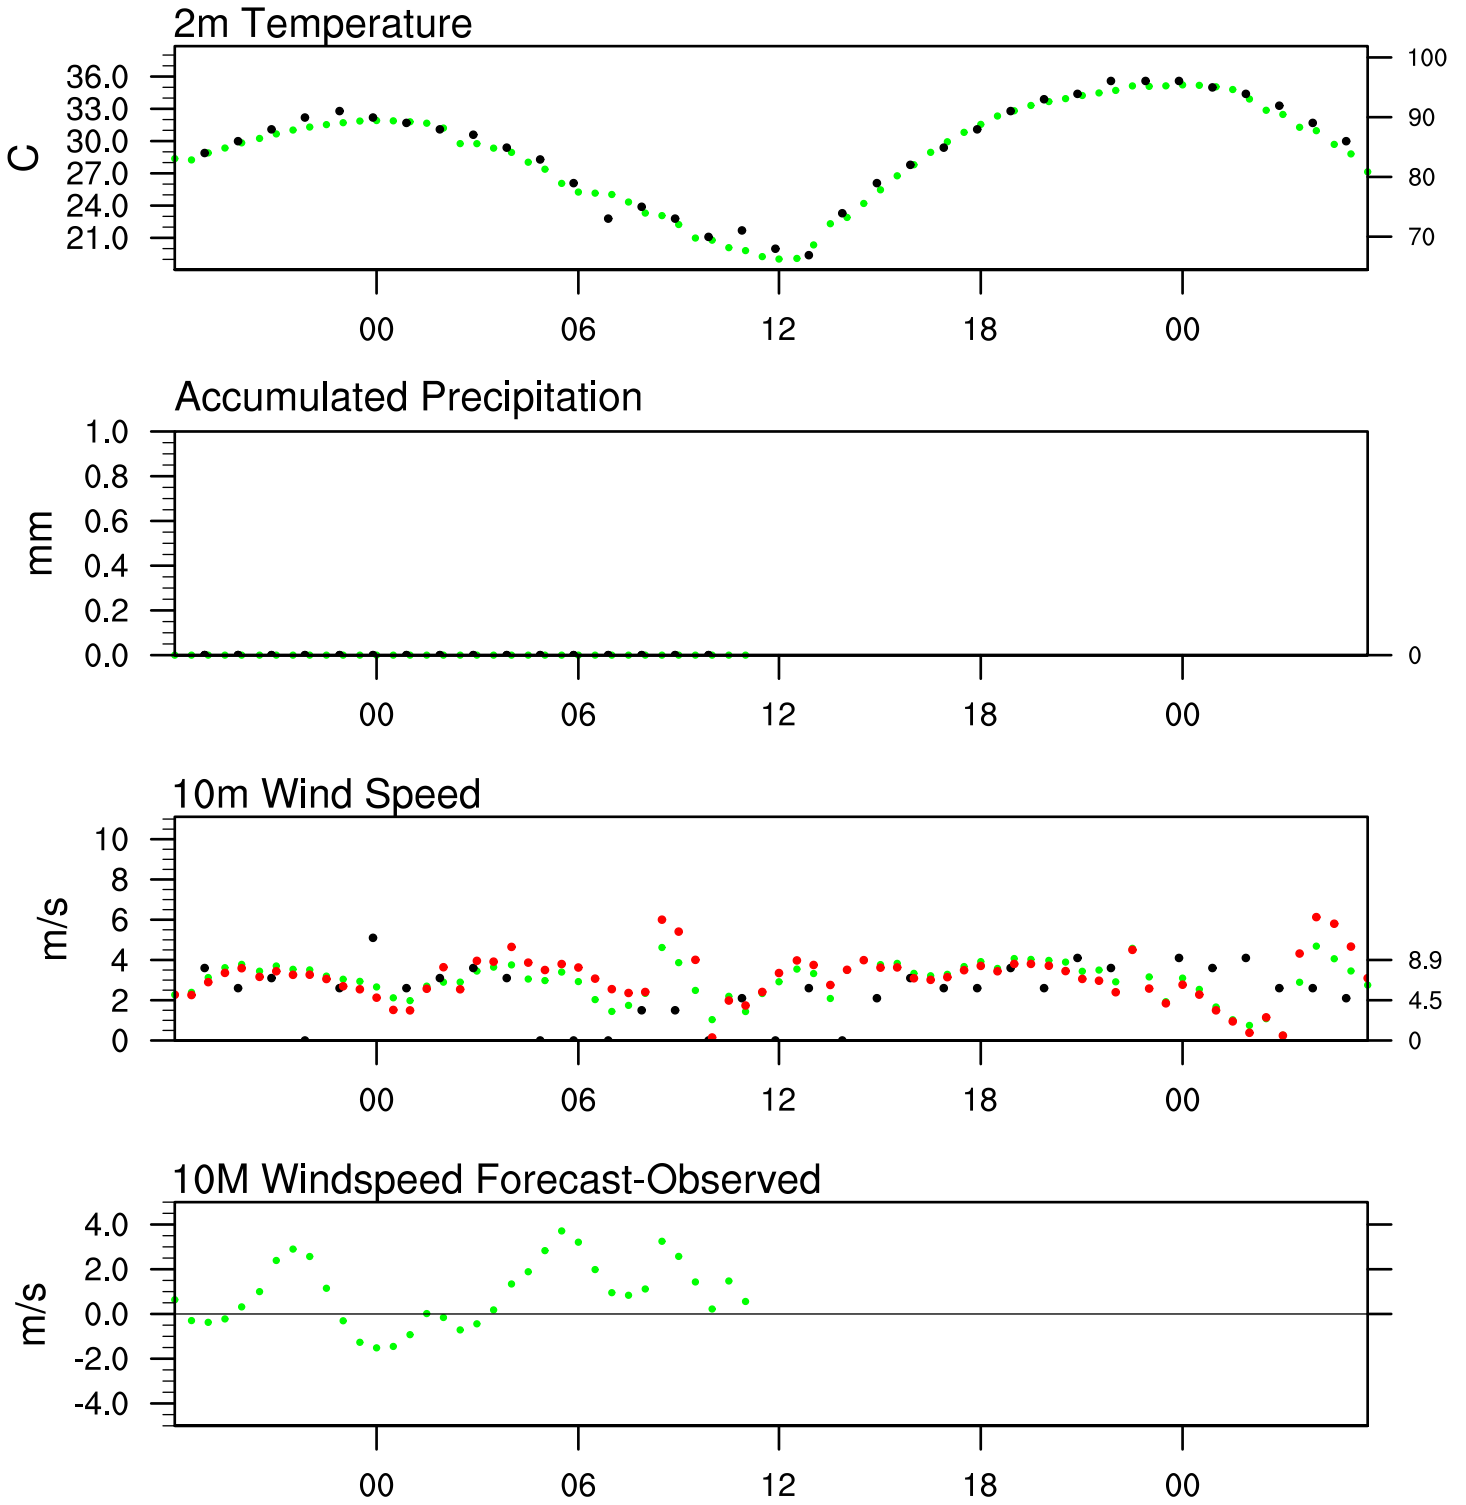 2m Temperature
C
36.0
33.0
30.0
27.0
24.0
21.0
100
90
80
70
00 06 12 18 00
Accumulated Precipitation
mm
1.0
0.8
0.6
0.4
0.2
0.0
0
00 06 12 18 00
10m Wind Speed
m/s
10
8
6
4
2
0
8.9
4.5
0
00 06 12 18 00
10M Windspeed Forecast-Observed
m/s
4.0
2.0
0.0
-2.0
-4.0
00 06 12 18 00